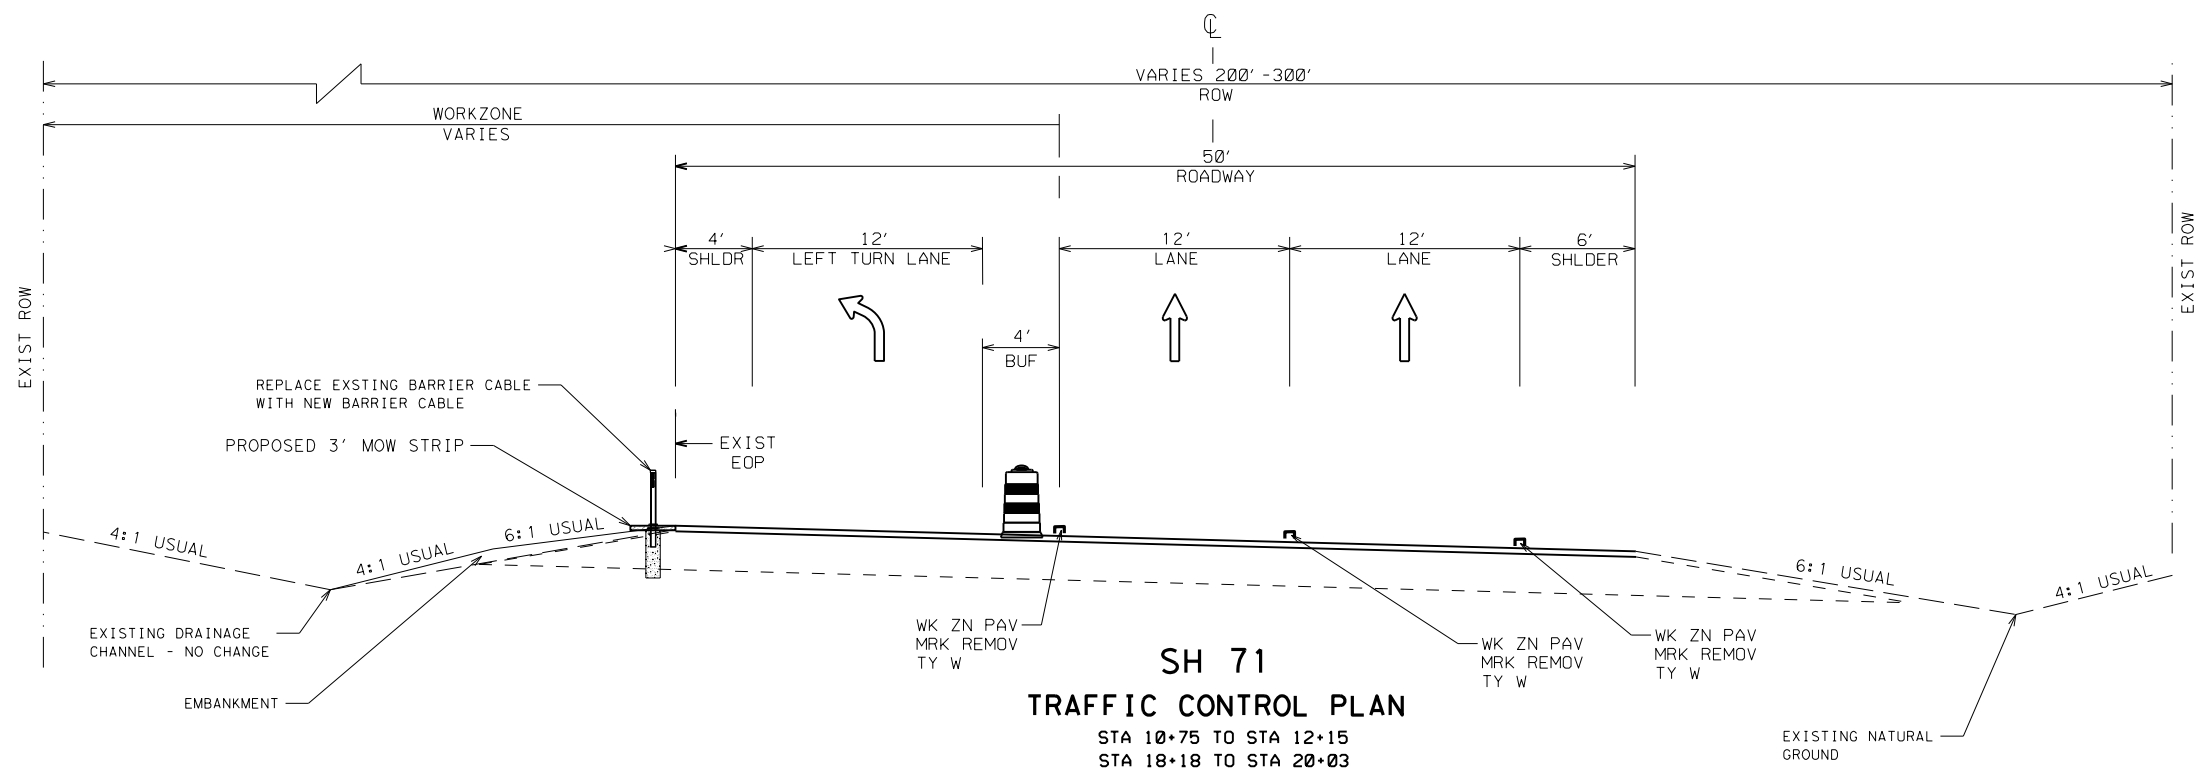 ℄
VARIES 200' -300'
ROW
WORKZONE
VARIES
50'
ROADWAY
4'
SHLDR
12'
LEFT TURN LANE
12'
LANE
12'
LANE
6'
SHLDER
4'
BUF
EXIST ROW
EXIST ROW
REPLACE EXSTING BARRIER CABLE
WITH NEW BARRIER CABLE
PROPOSED 3' MOW STRIP
EXIST
EOP
4:1 USUAL
4:1 USUAL
6:1 USUAL
6:1 USUAL
4:1 USUAL
EXISTING DRAINAGE
CHANNEL - NO CHANGE
EMBANKMENT
WK ZN PAV
MRK REMOV
TY W
WK ZN PAV
MRK REMOV
TY W
WK ZN PAV
MRK REMOV
TY W
EXISTING NATURAL
GROUND
SH 71
TRAFFIC CONTROL PLAN
STA 10+75 TO STA 12+15
STA 18+18 TO STA 20+03